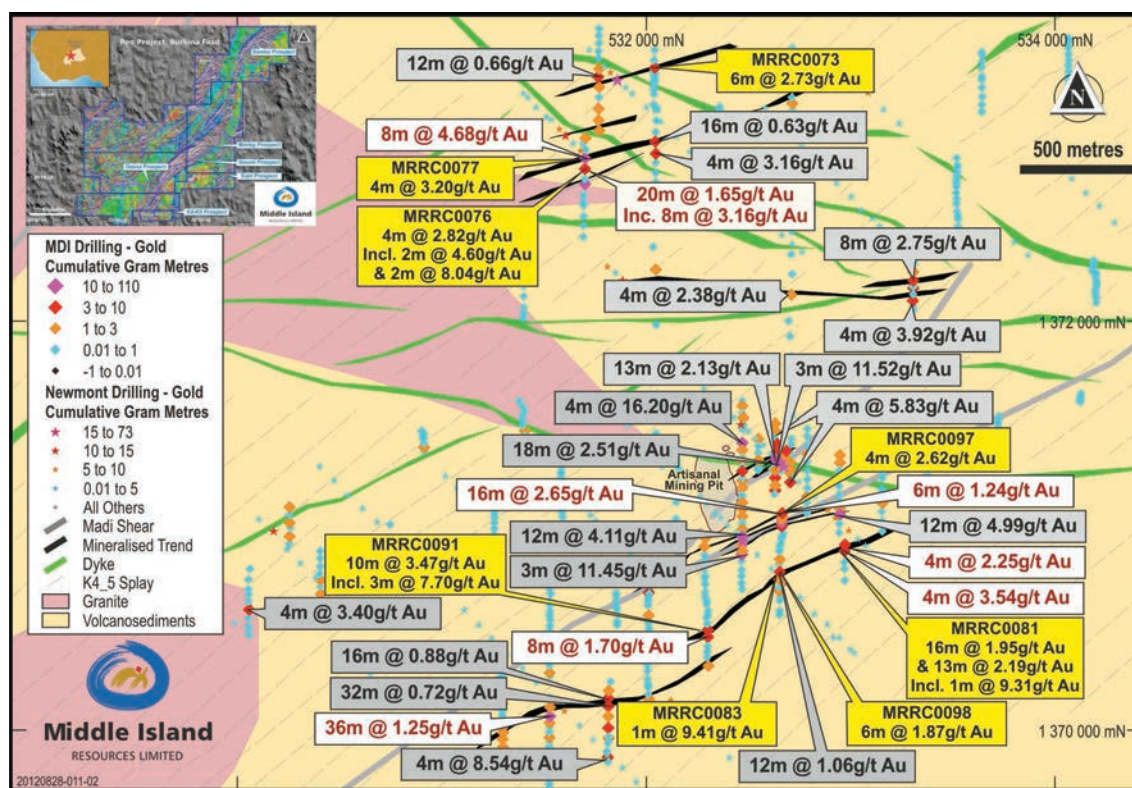 Poe Project, Burkina Faso
Middle Island
RESOURCES LIMITED
532 000 mN
534 000 mN
N
500 metres
12m @ 0.66g/t Au
MRRC0073
6m @ 2.73g/t Au
8m @ 4.68g/t Au
16m @ 0.63g/t Au
MRRC0077
4m @ 3.20g/t Au
4m @ 3.16g/t Au
MRRC0076
4m @ 2.82g/t Au
Incl. 2m @ 4.60g/t Au
& 2m @ 8.04g/t Au
20m @ 1.65g/t Au
Inc. 8m @ 3.16g/t Au
8m @ 2.75g/t Au
4m @ 2.38g/t Au
4m @ 3.92g/t Au
1 372 000 mN
MDI Drilling - Gold
Cumulative Gram Metres
10 to 110
3 to 10
1 to 3
0.01 to 1
-1 to 0.01
Newmont Drilling - Gold
Cumulative Gram Metres
15 to 73
10 to 15
5 to 10
0.01 to 5
All Others
Madi Shear
Mineralised Trend
Dyke
K4_5 Splay
Granite
Volcanosediments
13m @ 2.13g/t Au
3m @ 11.52g/t Au
4m @ 16.20g/t Au
4m @ 5.83g/t Au
18m @ 2.51g/t Au
MRRC0097
4m @ 2.62g/t Au
Artisanal
Mining Pit
16m @ 2.65g/t Au
6m @ 1.24g/t Au
12m @ 4.11g/t Au
12m @ 4.99g/t Au
MRRC0091
10m @ 3.47g/t Au
Incl. 3m @ 7.70g/t Au
3m @ 11.45g/t Au
4m @ 2.25g/t Au
4m @ 3.54g/t Au
4m @ 3.40g/t Au
8m @ 1.70g/t Au
MRRC0081
16m @ 1.95g/t Au
& 13m @ 2.19g/t Au
Incl. 1m @ 9.31g/t Au
16m @ 0.88g/t Au
32m @ 0.72g/t Au
36m @ 1.25g/t Au
MRRC0083
1m @ 9.41g/t Au
MRRC0098
6m @ 1.87g/t Au
4m @ 8.54g/t Au
12m @ 1.06g/t Au
1 370 000 mN
Middle Island
RESOURCES LIMITED
20120828-011-02